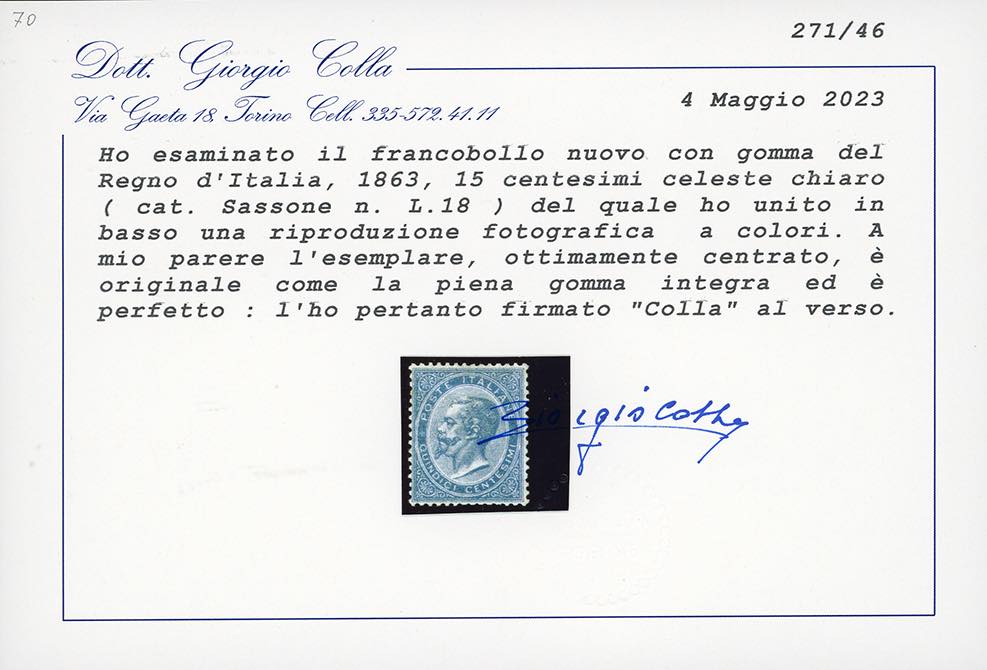 70
271/46
Dott. Giorgio Colla
Via Gaeta 18, Torino Cell. 335-572.41.11
4 Maggio 2023
Ho esaminato il francobollo nuovo con gomma del
Regno d'Italia, 1863, 15 centesimi celeste chiaro
( cat. Sassone n. L.18 ) del quale ho unito in
basso una riproduzione fotografica a colori. A
mio parere l'esemplare, ottimamente centrato, è
originale come la piena gomma integra ed è
perfetto : l'ho pertanto firmato "Colla" al verso.
POSTE ITALIANE
QUINDICI CENTESIMI
Giorgio Colla